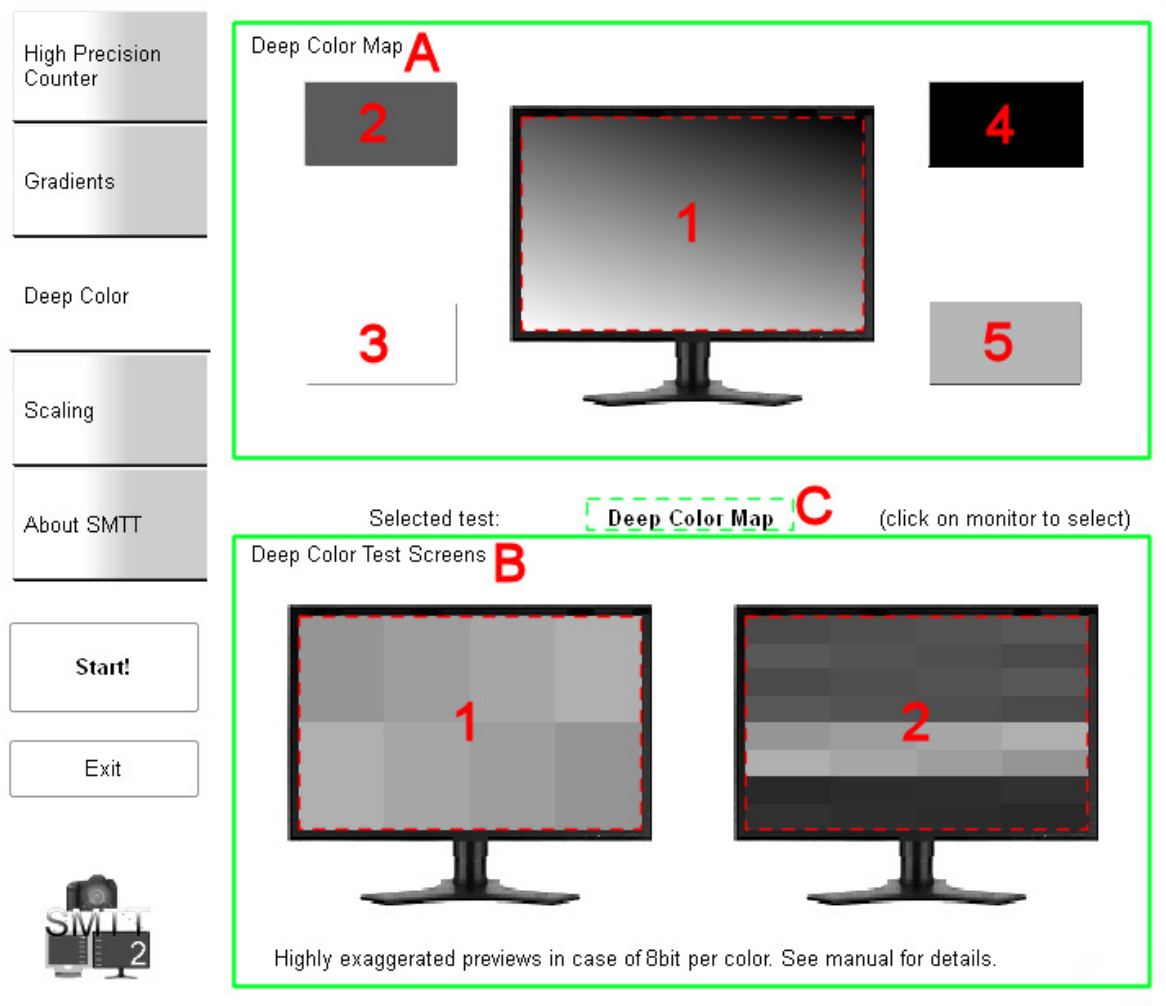 High Precision
Counter
Gradients
Deep Color
Scaling
About SMTT
Start!
Exit
SMTT
2
Deep Color Map A
2
4
1
3
5
Selected test: Deep Color Map C (click on monitor to select)
Deep Color Test Screens B
1
2
Highly exaggerated previews in case of 8bit per color. See manual for details.